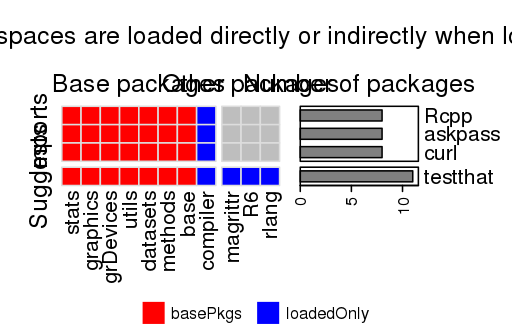 spaces are loaded directly or indirectly when lo
Base packages
Other packages
Number of packages
Imports
Suggests
Rcpp
askpass
curl
testthat
stats
graphics
grDevices
utils
datasets
methods
base
compiler
magrittr
R6
rlang
0
5
10
basePkgs
loadedOnly